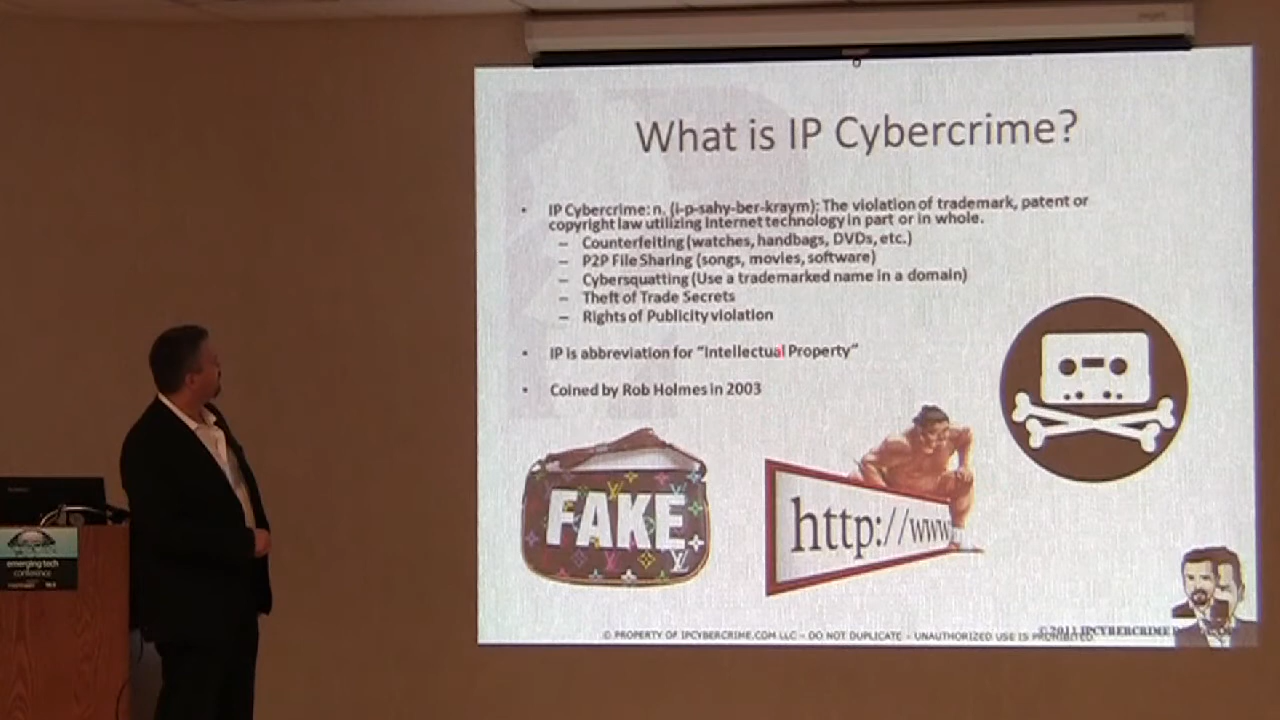 What is IP Cybercrime?
• IP Cybercrime: n. (i-p-sahy-ber-kraym): The violation of trademark, patent or
copyright law utilizing Internet technology in part or in whole.
– Counterfeiting (watches, handbags, DVDs, etc.)
– P2P File Sharing (songs, movies, software)
– Cybersquatting (Use a trademarked name in a domain)
– Theft of Trade Secrets
– Rights of Publicity violation
• IP is abbreviation for "Intellectual Property"
• Coined by Rob Holmes in 2003
FAKE
http://www
emerging tech
conference
© PROPERTY OF IPCYBERCRIME.COM LLC – DO NOT DUPLICATE – UNAUTHORIZED USE IS PROHIBITED.